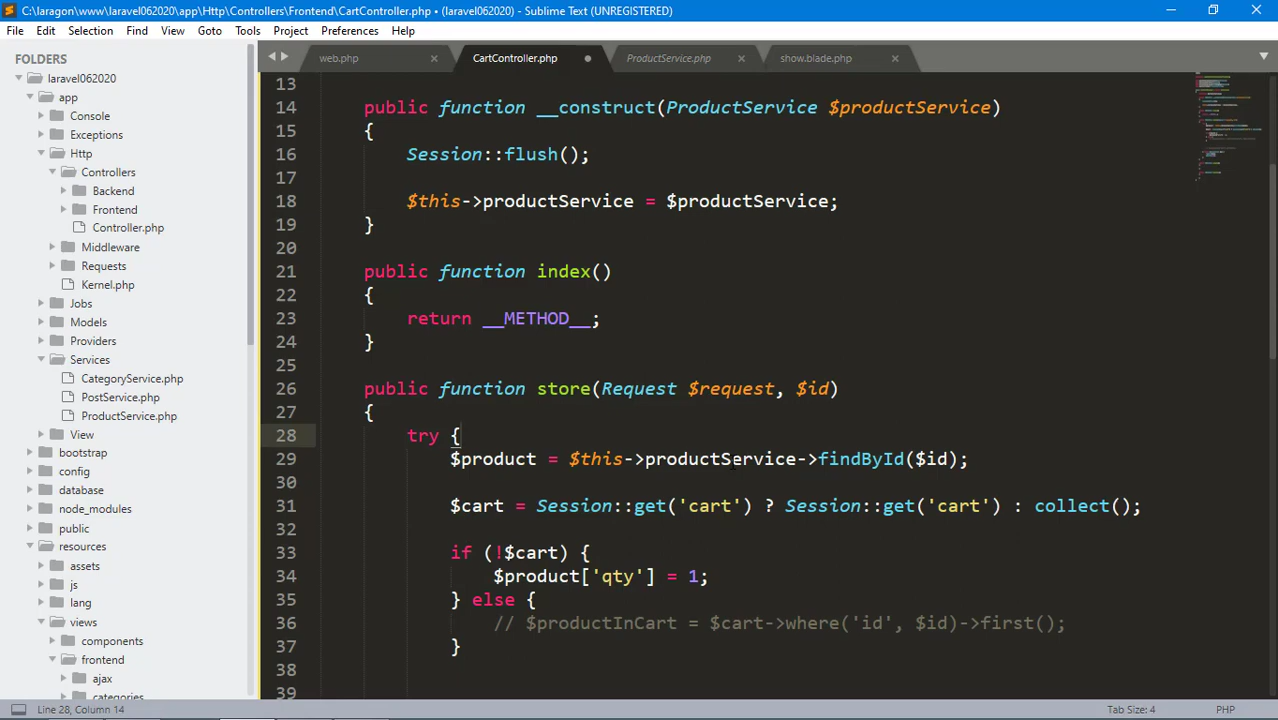 C:\laragon\www\laravel062020\app\Http\Controllers\Frontend\CartController.php • (laravel062020) - Sublime Text (UNREGISTERED)
File Edit Selection Find View Goto Tools Project Preferences Help
FOLDERS
laravel062020
app
Console
Exceptions
Http
Controllers
Backend
Frontend
Controller.php
Middleware
Requests
Kernel.php
Jobs
Models
Providers
Services
CategoryService.php
PostService.php
ProductService.php
View
bootstrap
config
database
node_modules
public
resources
assets
js
lang
views
components
frontend
ajax
categories
web.php CartController.php ProductService.php show.blade.php
13
14 public function __construct(ProductService $productService)
15 {
16 Session::flush();
17
18 $this->productService = $productService;
19 }
20
21 public function index()
22 {
23 return __METHOD__;
24 }
25
26 public function store(Request $request, $id)
27 {
28 try {
29 $product = $this->productService->findById($id);
30
31 $cart = Session::get('cart') ? Session::get('cart') : collect();
32
33 if (!$cart) {
34 $product['qty'] = 1;
35 } else {
36 // $productInCart = $cart->where('id', $id)->first();
37 }
38
39
Line 28, Column 14 Tab Size: 4 PHP